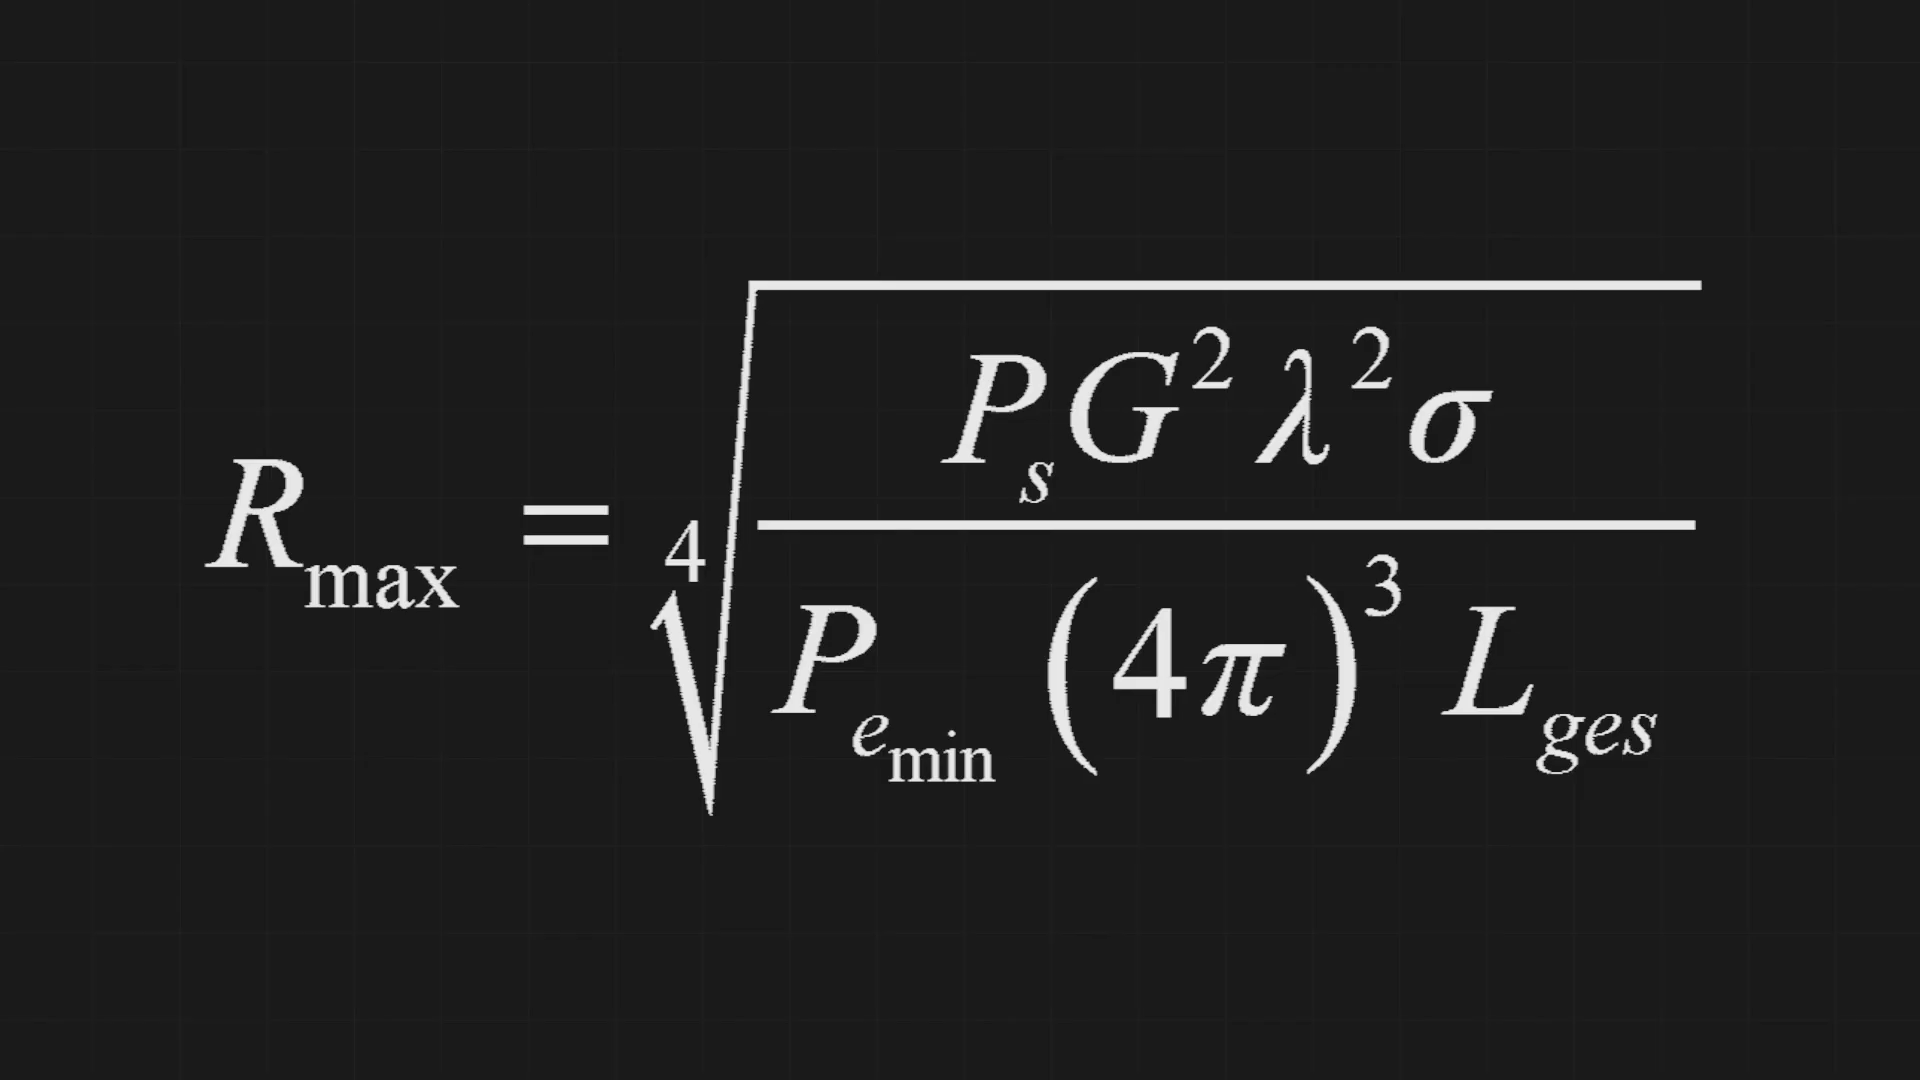 R_max = ⁴√(P_s G² λ² σ / (P_e_min (4π)³ L_ges))